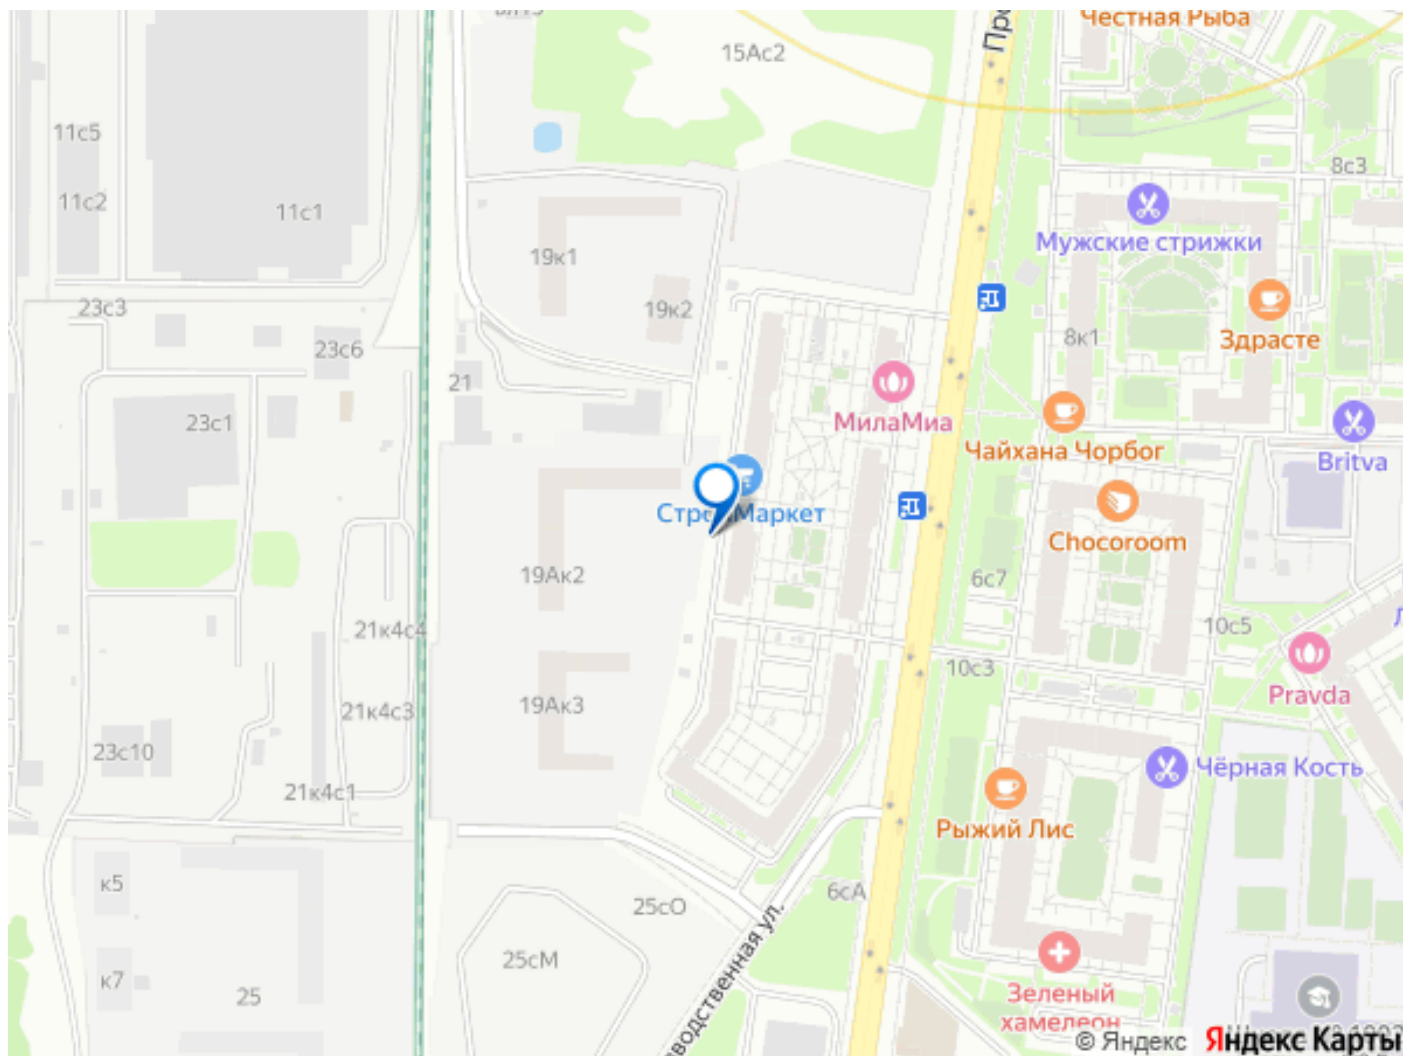 Честная Рыба
15Ас2
Про
11с5
8с3
11с2
11с1
Мужские стрижки
19к1
23с3
19к2
8к1
Здрасте
23с6
21
23с1
МилаМиа
Чайхана Чорбог
Britva
Chocoroom
19Ак2
6с7
21к4с4
10с5
10с3
Pravda
19Ак3
21к4с3
23с10
Чёрная Кость
21к4с1
Рыжий Лис
к5
6сА
25сО
25сМ
к7
25
Зеленый
хамелеон
© Яндекс
Яндекс Карты